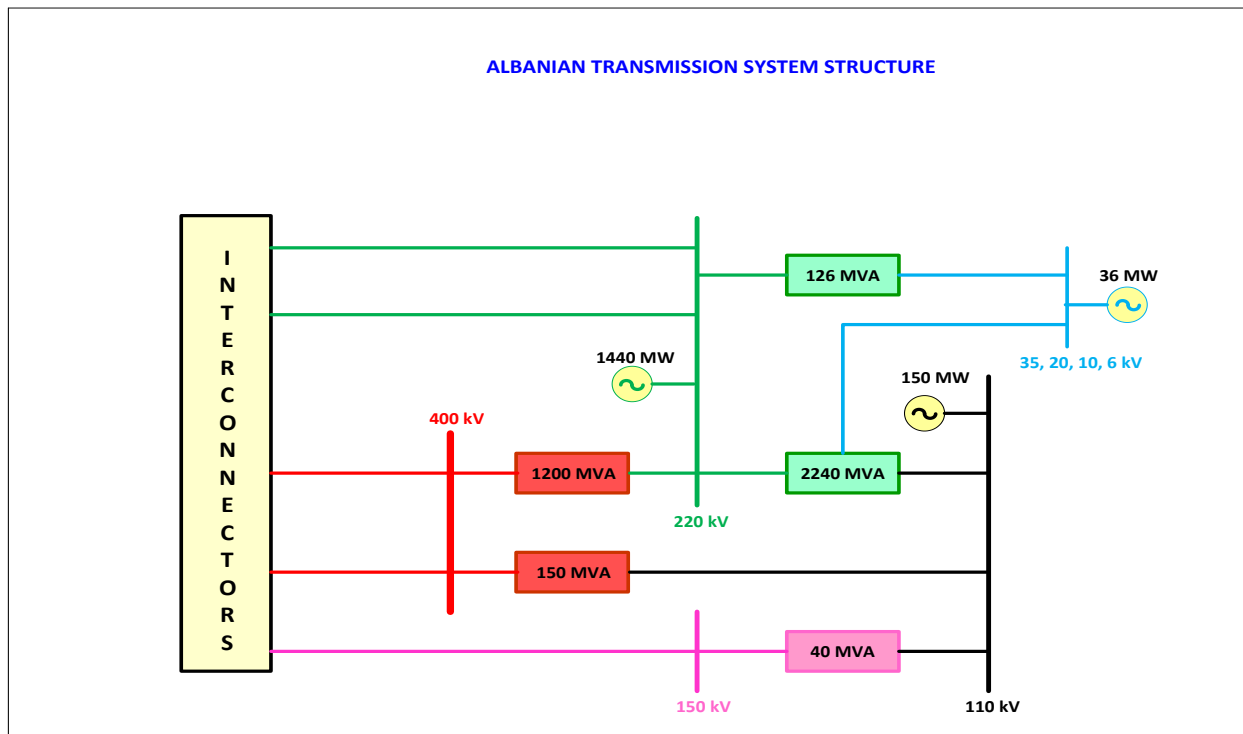 ALBANIAN TRANSMISSION SYSTEM STRUCTURE
INTERCONNECTORS
126 MVA
36 MW
1440 MW
35, 20, 10, 6 kV
150 MW
400 kV
1200 MVA
2240 MVA
220 kV
150 MVA
40 MVA
150 kV
110 kV